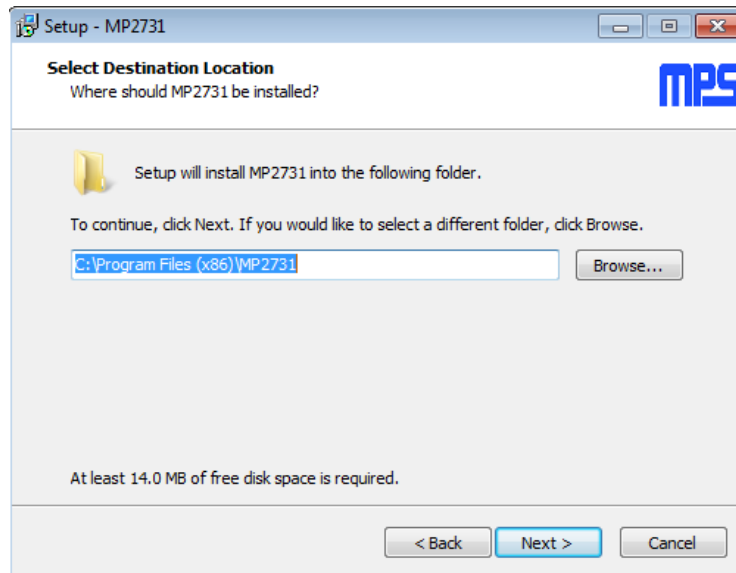 Setup - MP2731
Select Destination Location
Where should MP2731 be installed?
MPS
Setup will install MP2731 into the following folder.
To continue, click Next. If you would like to select a different folder, click Browse.
C:\Program Files (x86)\MP2731
Browse...
At least 14.0 MB of free disk space is required.
< Back
Next >
Cancel